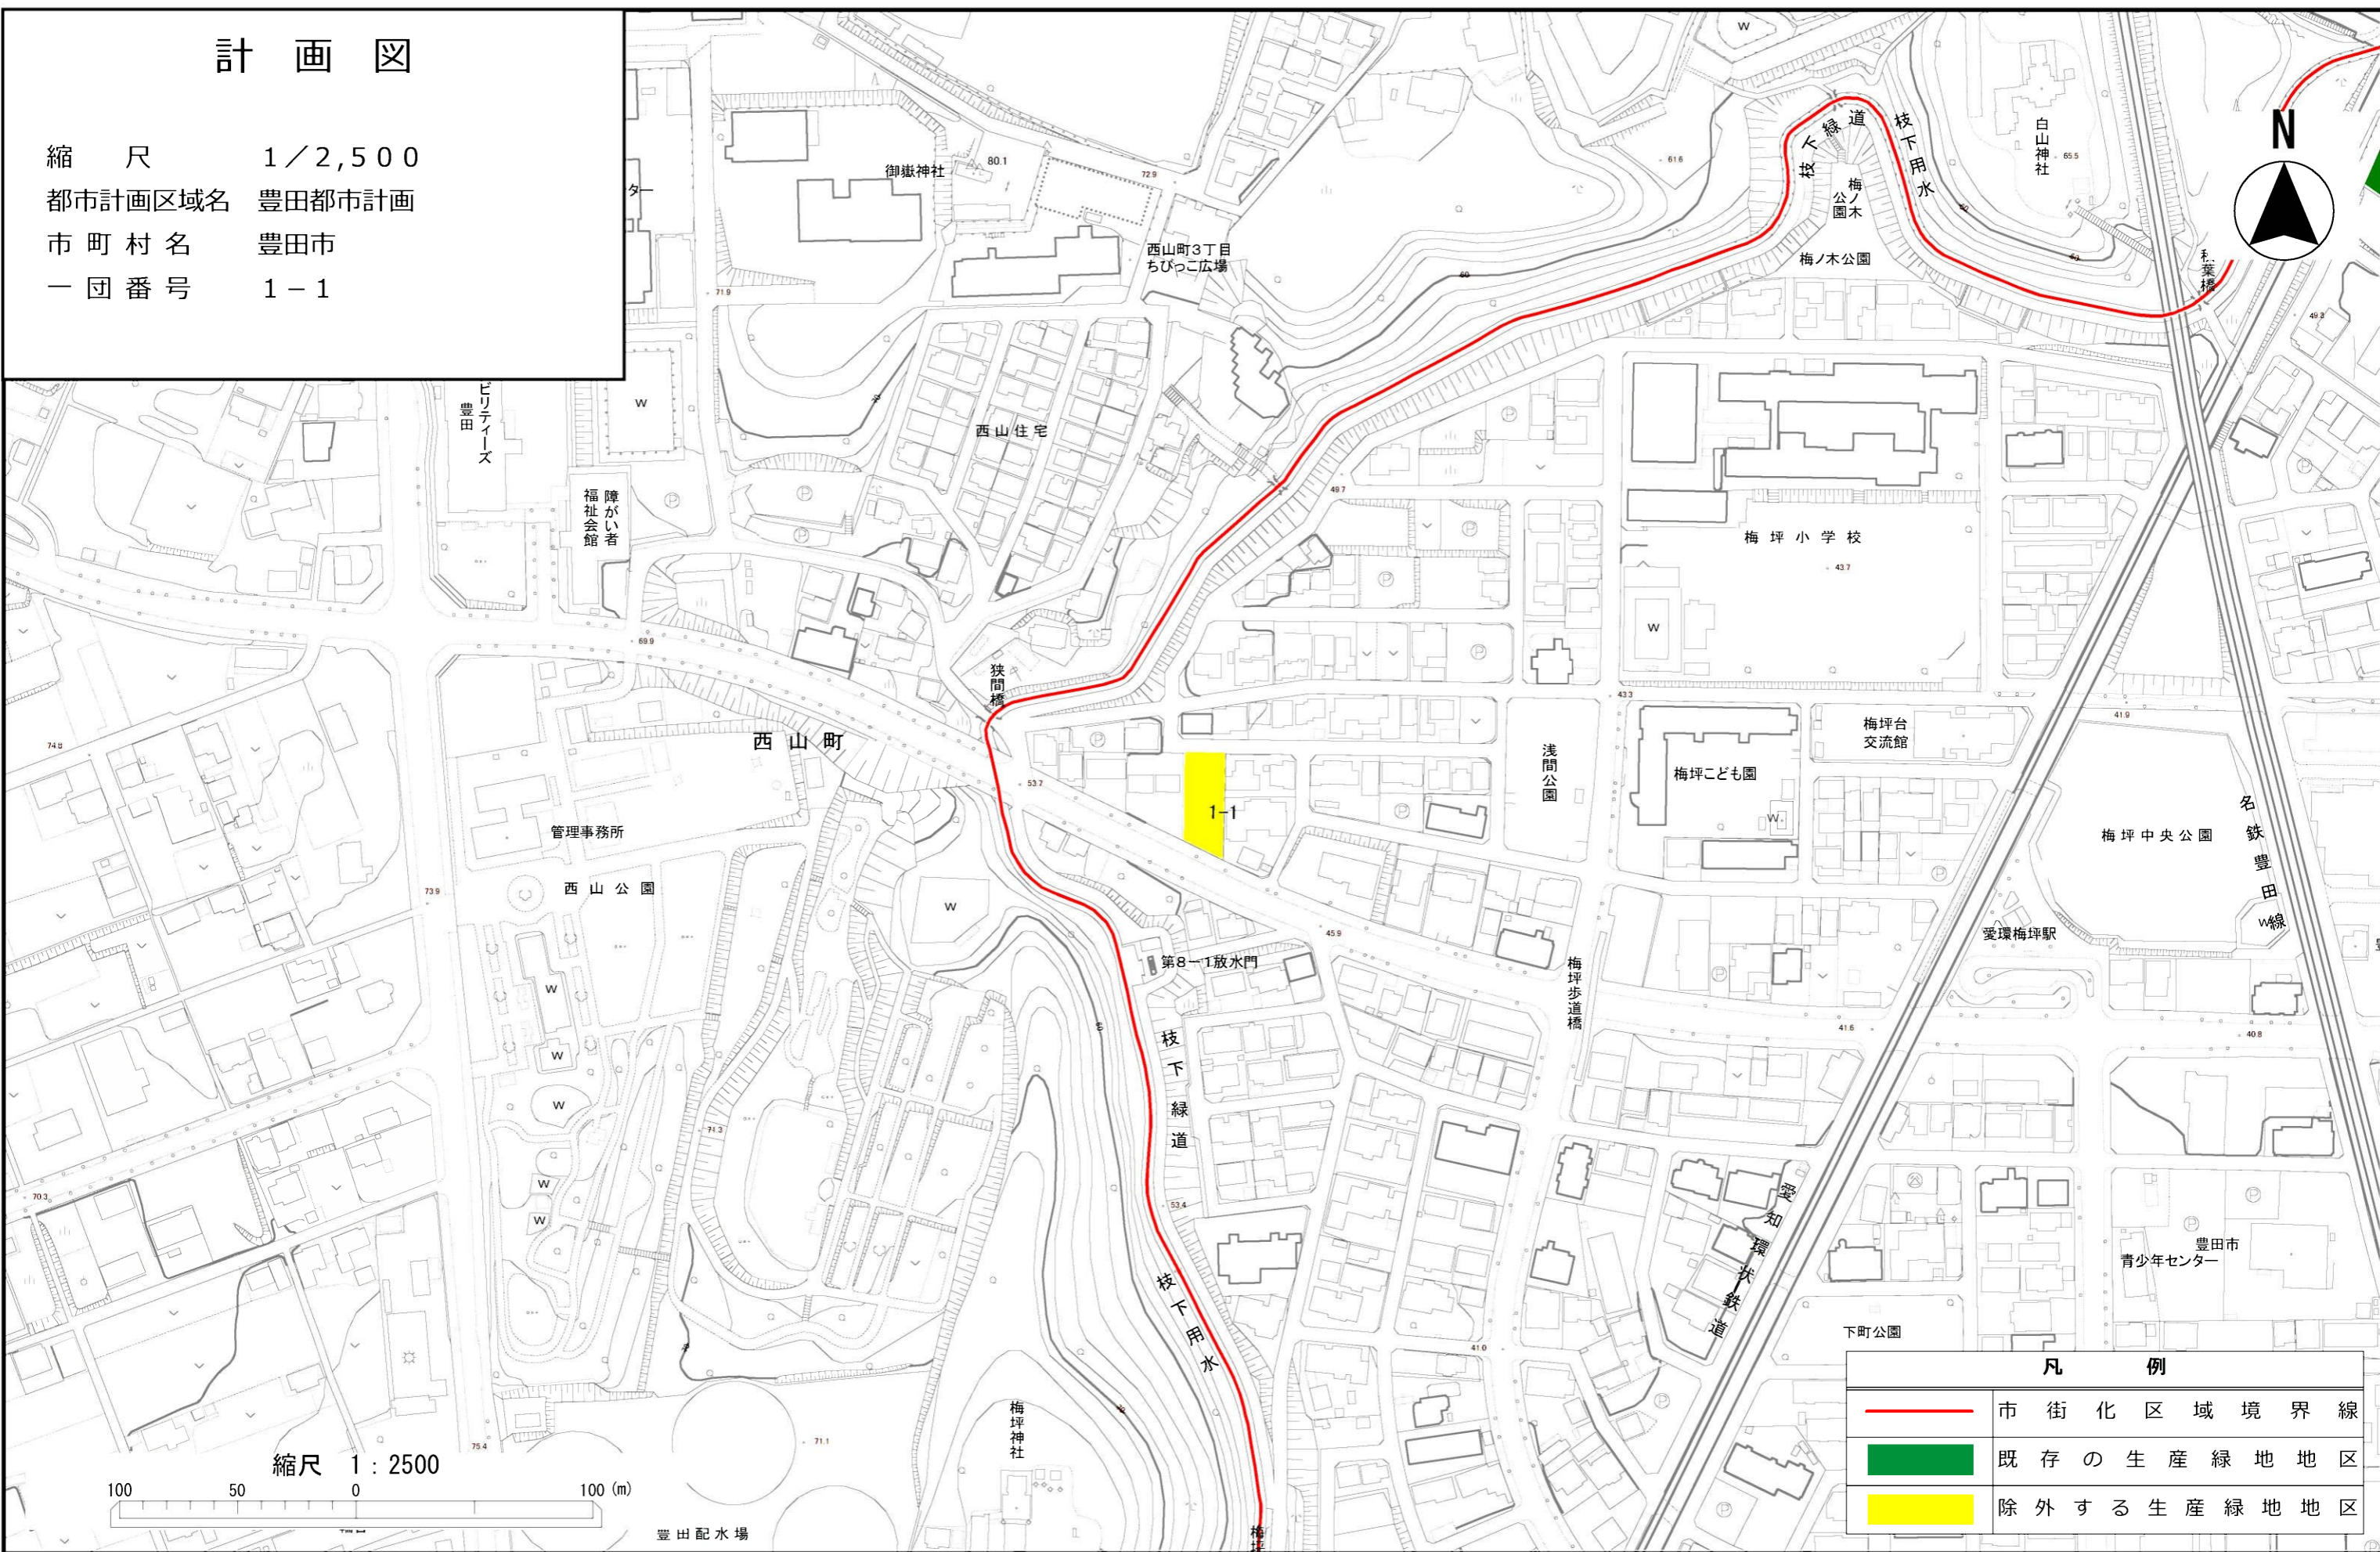 計画図
縮尺 1／2,500
都市計画区域名 豊田都市計画
市町村名 豊田市
一団番号 1－1
N
ター
御嶽神社
80.1
72.9
71.9
西山町3丁目
ちびっこ広場
61.6
枝下緑道
枝下用水
梅ノ木
公園
梅ノ木公園
白山神社
65.5
60
49.3
ビリティーズ
豊田
W
W
西山住宅
障がい者
福祉会館
49.7
梅坪小学校
43.7
W
69.9
狭間橋
西山町
74.8
53.7
1-1
浅間公園
43.3
梅坪こども園
W
梅坪台
交流館
41.9
梅坪中央公園
名鉄豊田線
W
管理事務所
西山公園
73.9
W
第8－1放水門
45.9
梅坪歩道橋
愛環梅坪駅
41.6
40.8
W
W
W
W
W
枝下緑道
71.3
70.3
53.4
枝下用水
愛知環状鉄道
豊田市
青少年センター
41.0
下町公園
75.4
71.1
梅坪神社
豊田配水場
縮尺 1:2500
100 50 0 100 (m)
凡例
市街化区域境界線
既存の生産緑地地区
除外する生産緑地地区